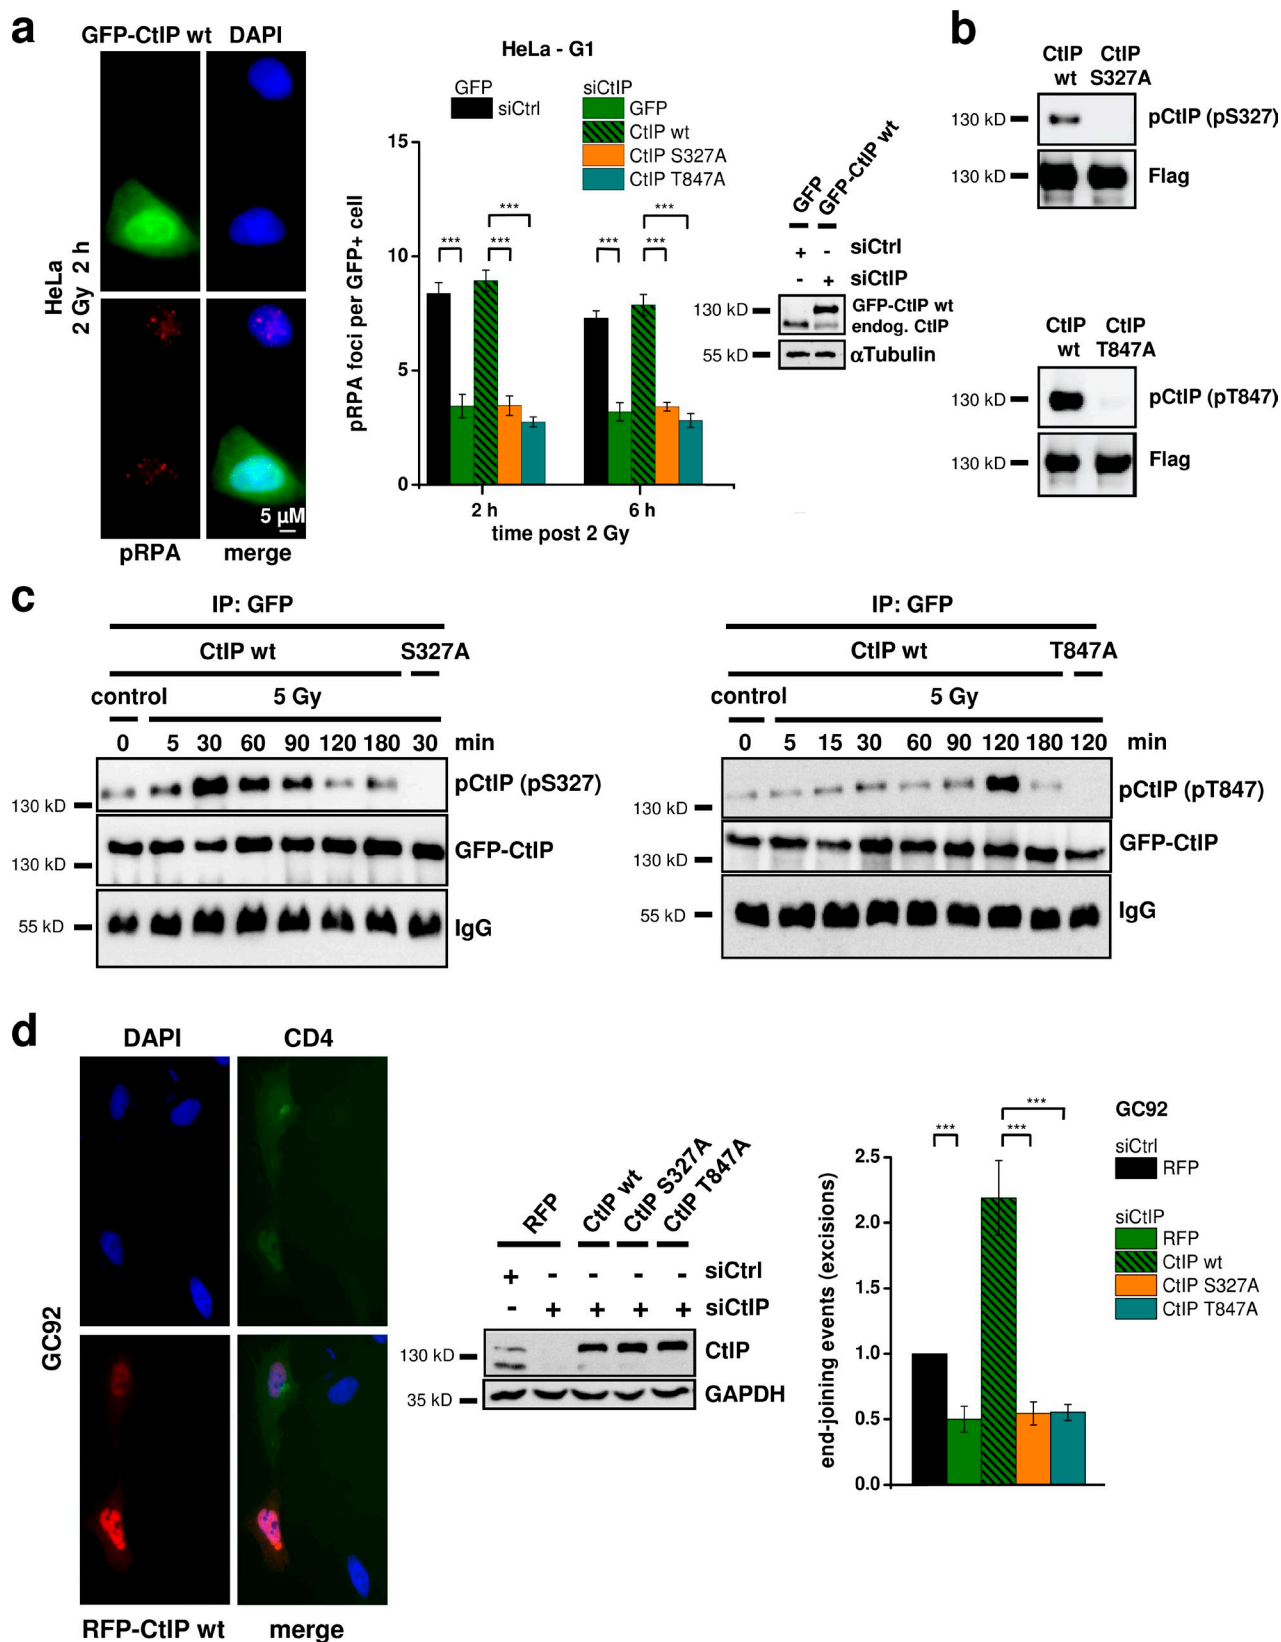 a
GFP-CtIP wt DAPI
HeLa
2 Gy 2 h
pRPA merge
5 µM
HeLa - G1
GFP
siCtrl
siCtIP
GFP
CtIP wt
CtIP S327A
CtIP T847A
pRPA foci per GFP+ cell
15
10
5
0
*** *** *** *** *** ***
2 h 6 h
time post 2 Gy
GFP
GFP-CtIP wt
+ - siCtrl
- + siCtIP
130 kD GFP-CtIP wt
endog. CtIP
55 kD αTubulin
b
CtIP CtIP
wt S327A
130 kD pCtIP (pS327)
130 kD Flag
CtIP CtIP
wt T847A
130 kD pCtIP (pT847)
130 kD Flag
c
IP: GFP
CtIP wt S327A
control 5 Gy
0 5 30 60 90 120 180 30 min
pCtIP (pS327)
130 kD
GFP-CtIP
130 kD
55 kD IgG
IP: GFP
CtIP wt T847A
control 5 Gy
0 5 15 30 60 90 120 180 120 min
pCtIP (pT847)
130 kD
GFP-CtIP
130 kD
55 kD IgG
d
DAPI CD4
GC92
RFP-CtIP wt merge
RFP
CtIP wt
CtIP S327A
CtIP T847A
+ - - - - siCtrl
- + + + + siCtIP
130 kD CtIP
35 kD GAPDH
end-joining events (excisions)
2.5
2.0
1.5
1.0
0.5
0.0
*** *** ***
GC92
siCtrl
RFP
siCtIP
RFP
CtIP wt
CtIP S327A
CtIP T847A